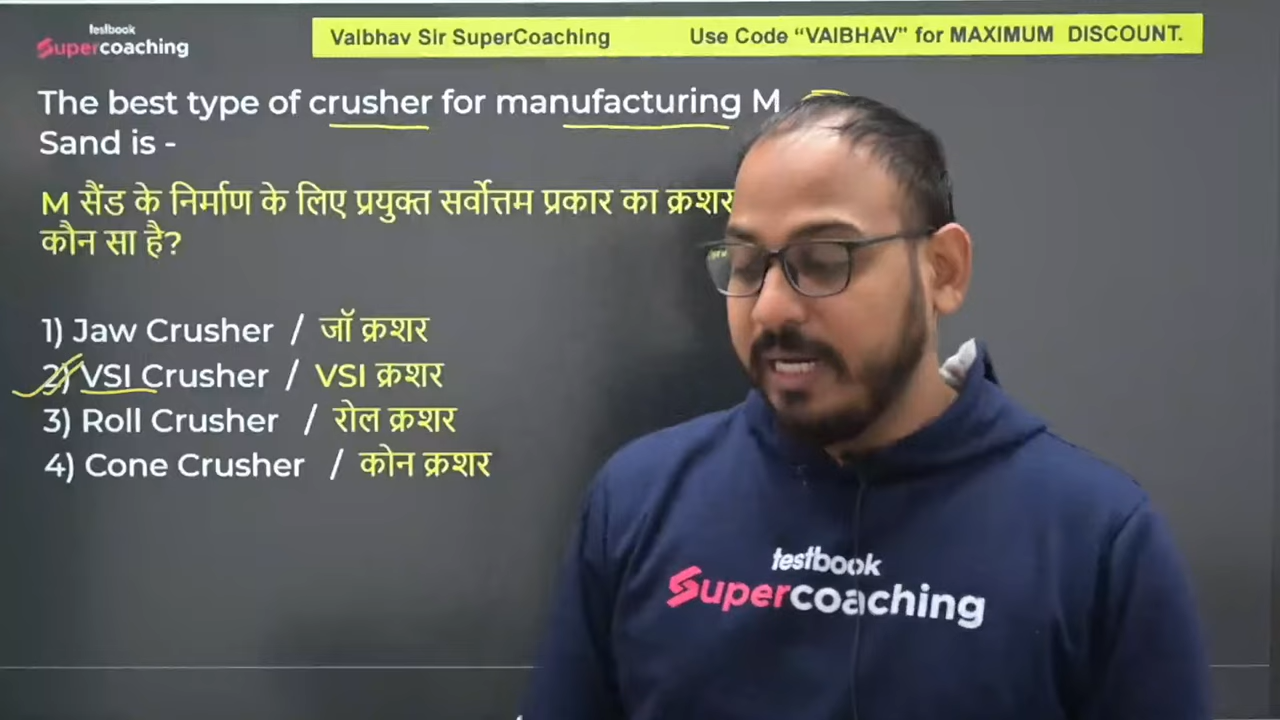 testbook
Supercoaching
Vaibhav Sir SuperCoaching Use Code “VAIBHAV” for MAXIMUM DISCOUNT.
The best type of crusher for manufacturing M
Sand is -
M सैंड के निर्माण के लिए प्रयुक्त सर्वोत्तम प्रकार का क्रशर
कौन सा है?
1) Jaw Crusher / जॉ क्रशर
2) VSI Crusher / VSI क्रशर
3) Roll Crusher / रोल क्रशर
4) Cone Crusher / कोन क्रशर
testbook
Supercoaching